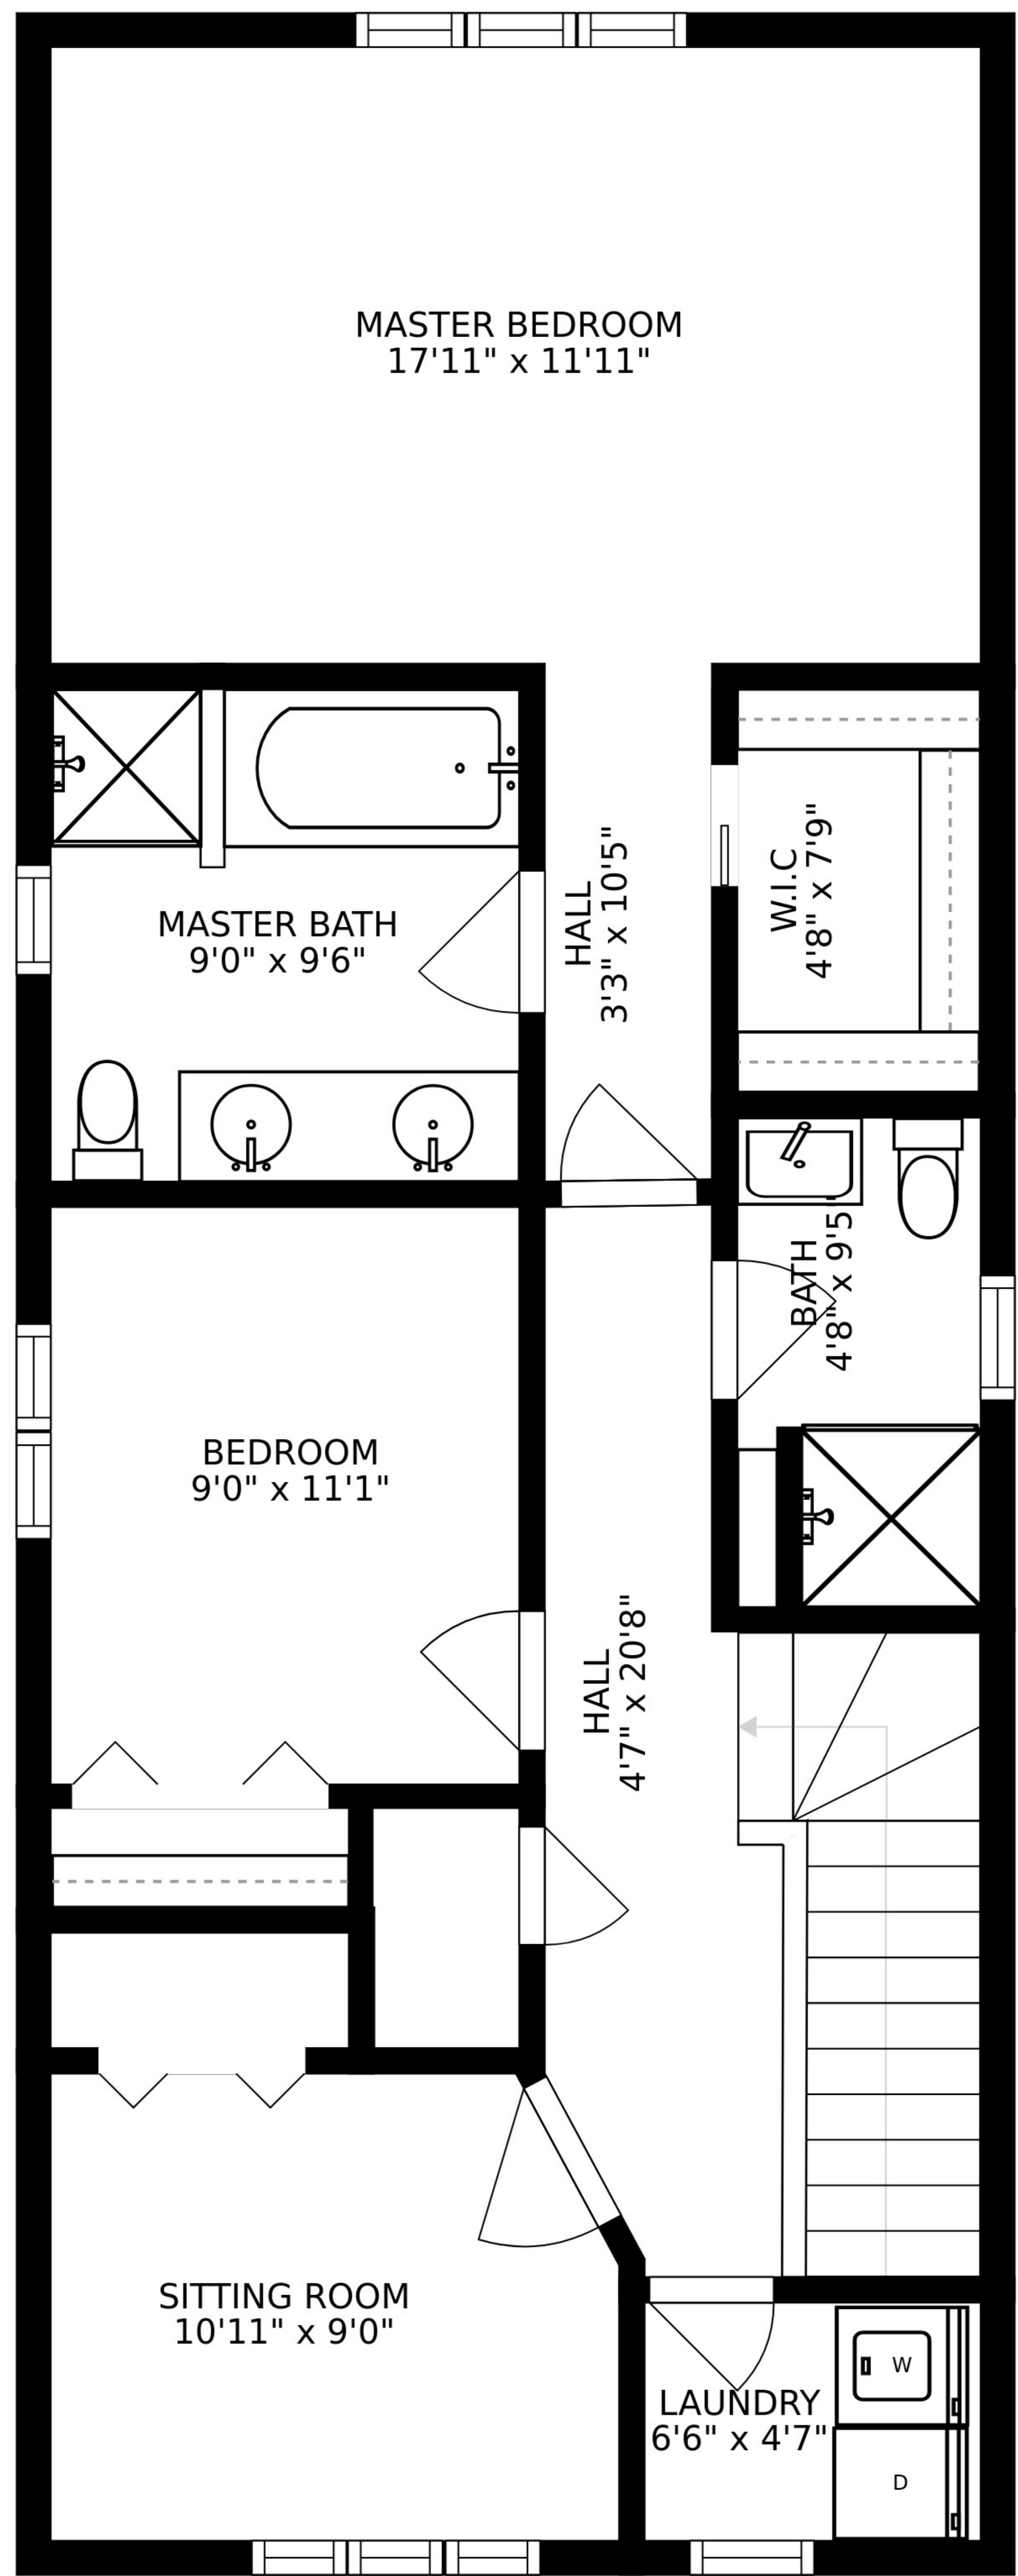 MASTER BEDROOM
17'11" x 11'11"
MASTER BATH
9'0" x 9'6"
HALL
3'3" x 10'5"
W.I.C
4'8" x 7'9"
BATH
4'8" x 9'5"
BEDROOM
9'0" x 11'1"
HALL
4'7" x 20'8"
SITTING ROOM
10'11" x 9'0"
LAUNDRY
6'6" x 4'7"
W
D